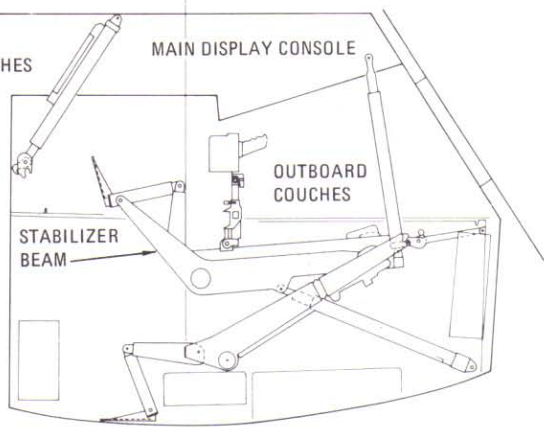 HES
MAIN DISPLAY CONSOLE
OUTBOARD
COUCHES
STABILIZER
BEAM